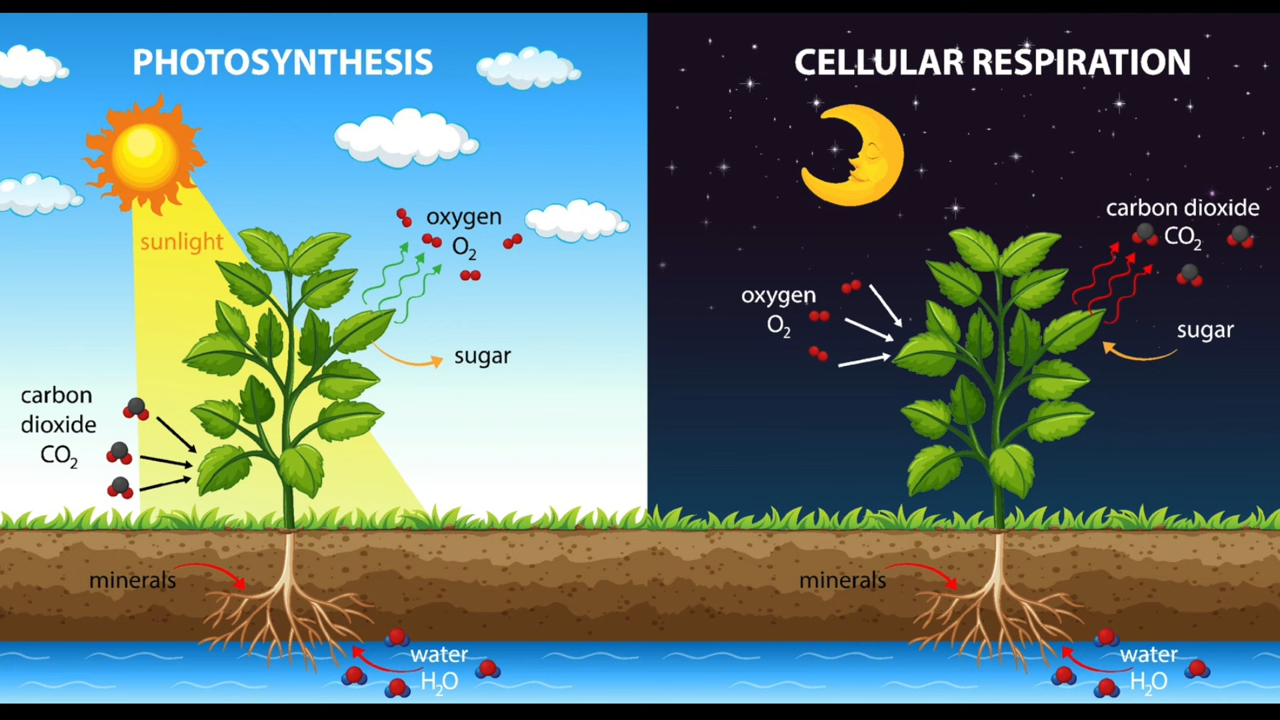 PHOTOSYNTHESIS
sunlight
oxygen
O₂
sugar
carbon
dioxide
CO₂
minerals
water
H₂O
CELLULAR RESPIRATION
carbon dioxide
CO₂
oxygen
O₂
sugar
minerals
water
H₂O